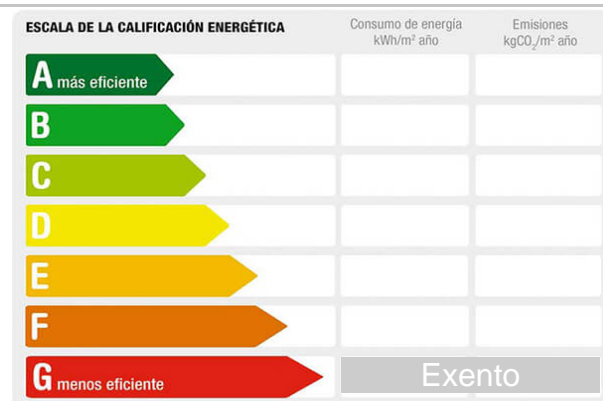 ESCALA DE LA CALIFICACIÓN ENERGÉTICA
Consumo de energía
kWh/m² año
Emisiones
kgCO₂/m² año
A más eficiente
B
C
D
E
F
G menos eficiente
Exento